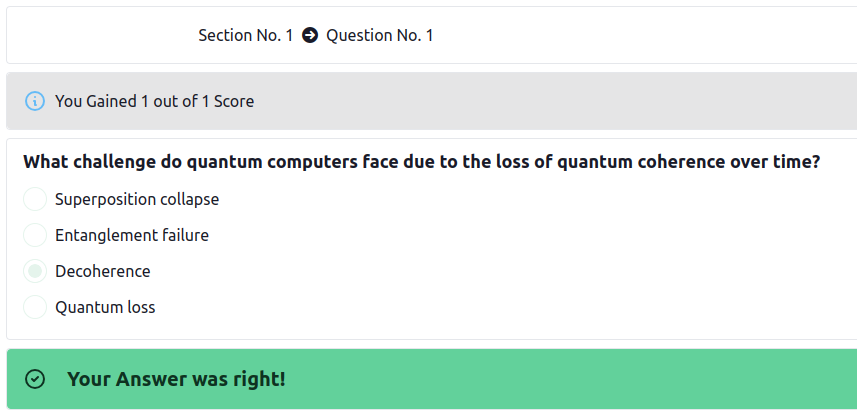 Section No. 1 Question No. 1
You Gained 1 out of 1 Score
What challenge do quantum computers face due to the loss of quantum coherence over time?
Superposition collapse
Entanglement failure
Decoherence
Quantum loss
Your Answer was right!